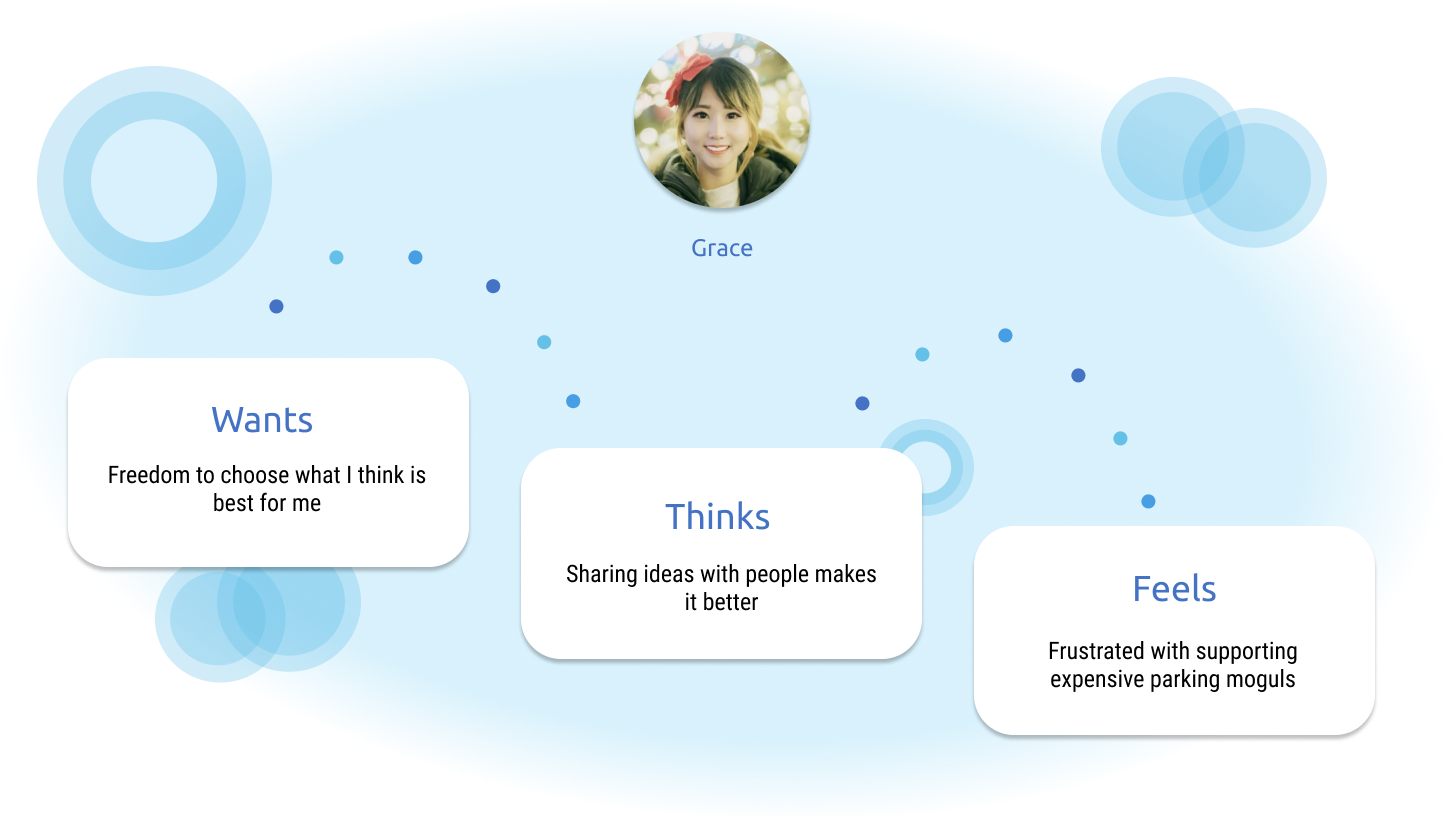 Grace
Wants
Freedom to choose what I think is
best for me
Thinks
Sharing ideas with people makes
it better
Feels
Frustrated with supporting
expensive parking moguls